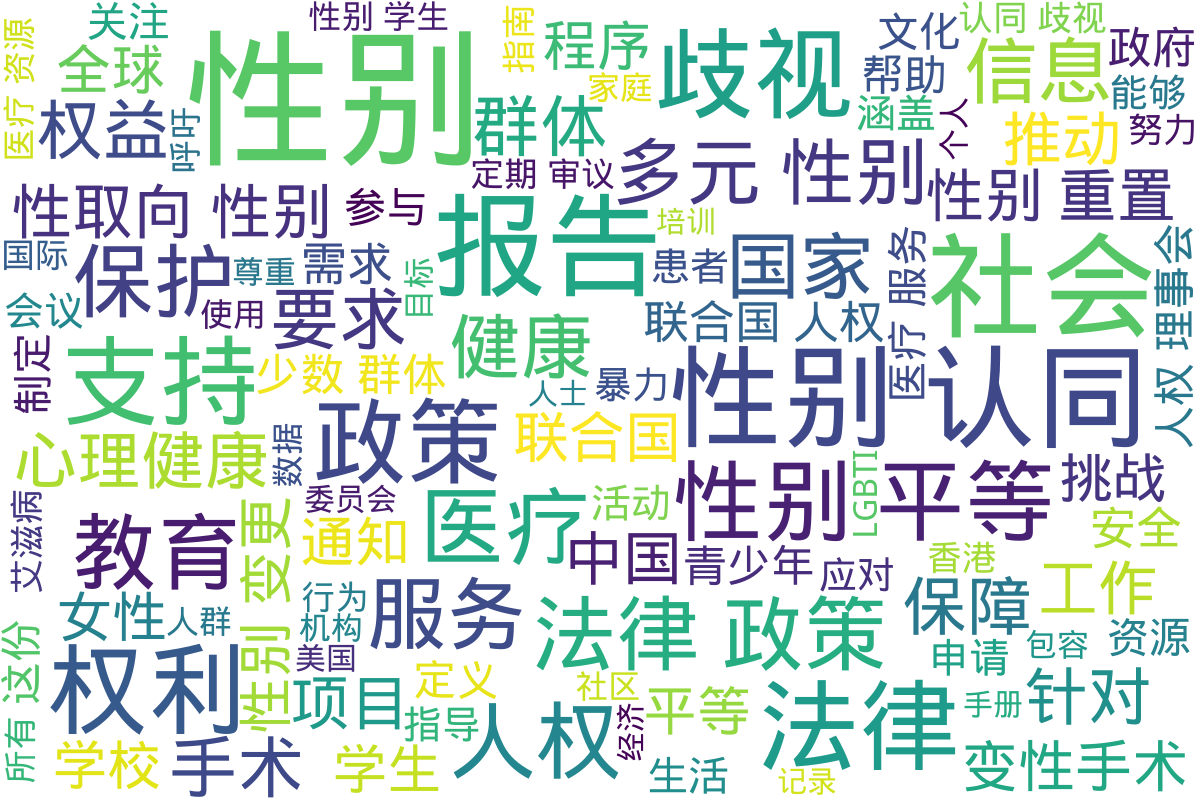 关注
性别 学生
指南
程序
文化
认同 歧视
医疗 资源
全球
性别
家庭
歧视
帮助
信息
政府
能够
权益
呼吁
群体
涵盖
个人
推动
努力
定期 审议
多元 性别
性取向 性别
参与
报告
培训
性别 重置
国际
保护
尊重
需求
目标
患者
国家
医疗 服务
社会
理事会
会议
使用
要求
健康
联合国 人权
制定
支持
少数 群体
人士
暴力
性别认同
人权
心理健康
数据
政策
联合国
性别平等
LGBTI
挑战
艾滋病
教育
性别 变更
委员会
通知
医疗
活动
中国
青少年
应对
香港
安全
女性
人群
行为
机构
服务
法律 政策
保障
工作
所有 这份
权利
美国
项目
定义
指导
人权
社区
经济
平等
法律
申请
包容
资源
手册
针对
学校
手术
学生
生活
记录
变性手术